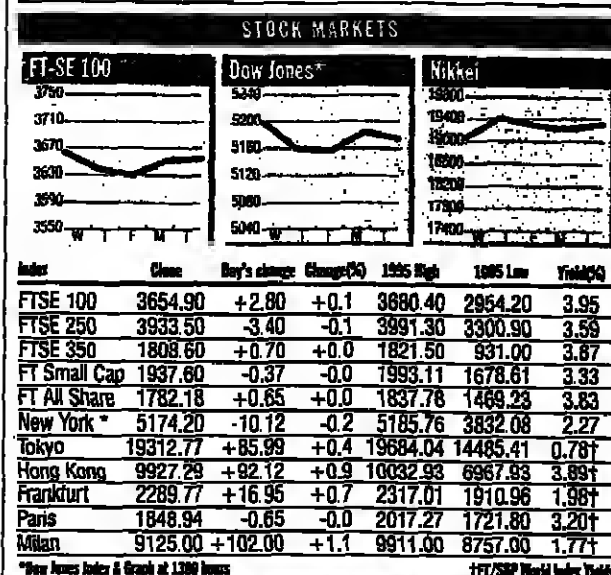 STOCK MARKETS
FT-SE 100
3750
3710
3670
3630
3590
3550
W T F M T
Dow Jones*
5240
5200
5160
5120
5080
5040
W T F M T
Nikkei
19800
19400
19000
18600
18200
17800
17400
W T F M T
Index Close Day's change Change(%) 1995 High 1995 Low Yield(%)
FTSE 100 3654.90 +2.80 +0.1 3680.40 2954.20 3.95
FTSE 250 3933.50 -3.40 -0.1 3991.30 3300.90 3.59
FTSE 350 1808.60 +0.70 +0.0 1821.50 931.00 3.87
FT Small Cap 1937.60 -0.37 -0.0 1993.11 1678.61 3.33
FT All Share 1782.18 +0.65 +0.0 1837.78 1469.23 3.83
New York * 5174.20 -10.12 -0.2 5185.76 3832.08 2.27
Tokyo 19312.77 +85.99 +0.4 19684.04 14485.41 0.78†
Hong Kong 9927.29 +92.12 +0.9 10032.93 6967.93 3.89†
Frankfurt 2289.77 +16.95 +0.7 2317.01 1910.96 1.98†
Paris 1848.94 -0.65 -0.0 2017.27 1721.80 3.20†
Milan 9125.00 +102.00 +1.1 9911.00 8757.00 1.77†
*Dow Jones Index & Graph at 1300 hours
†FT/S&P World Index Yield